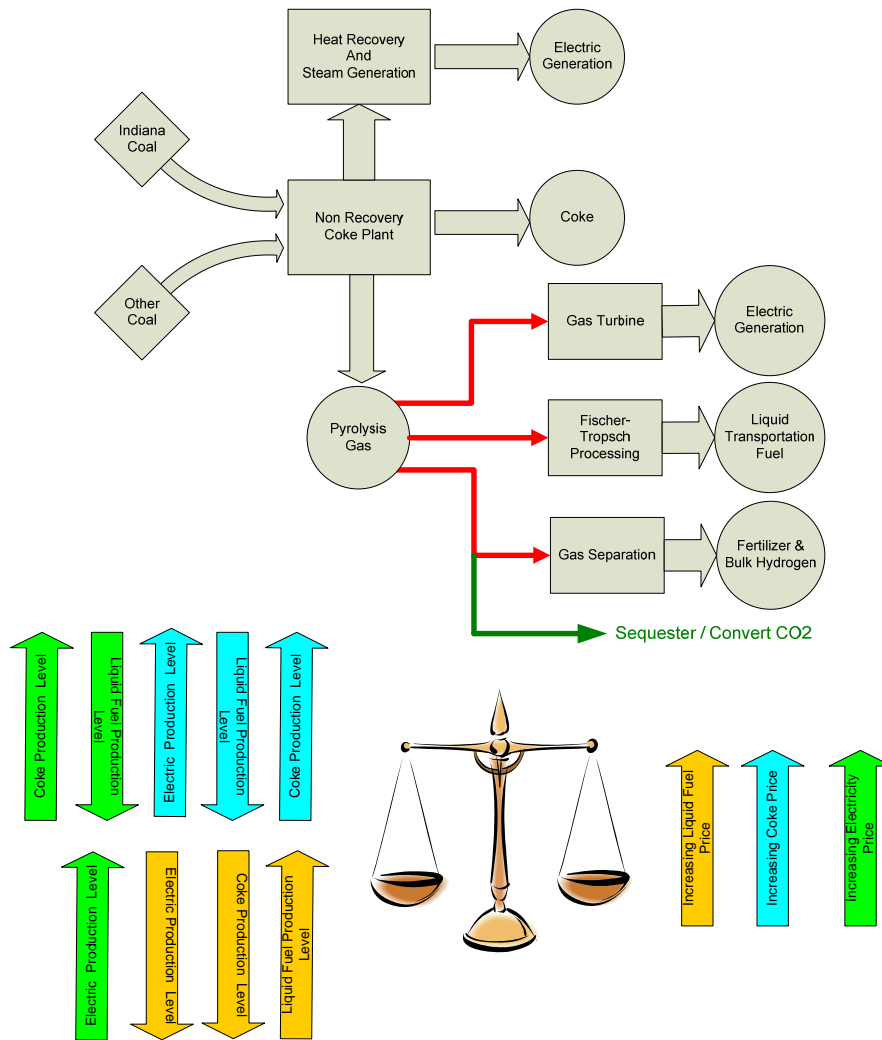 Heat Recovery
And
Steam Generation
Electric
Generation
Indiana
Coal
Non Recovery
Coke Plant
Coke
Other
Coal
Gas Turbine
Electric
Generation
Pyrolysis
Gas
Fischer-
Tropsch
Processing
Liquid
Transportation
Fuel
Gas Separation
Fertilizer &
Bulk Hydrogen
Sequester / Convert CO2
Coke Production Level
Liquid Fuel Production
Level
Electric Production Level
Liquid Fuel Production
Level
Coke Production Level
Electric Production Level
Electric Production Level
Coke Production Level
Liquid Fuel Production
Level
Increasing Liquid Fuel
Price
Increasing Coke Price
Increasing Electricity
Price